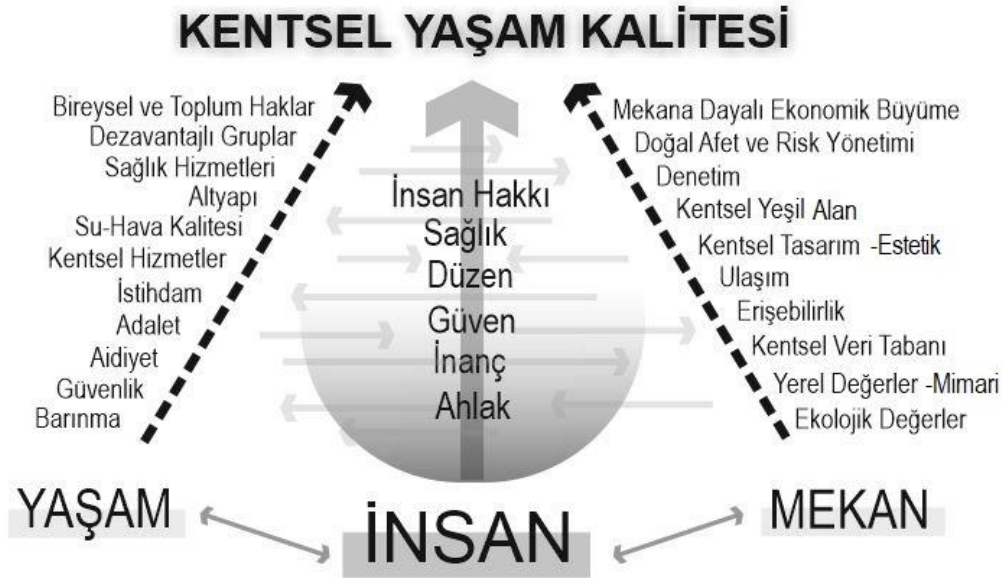 KENTSEL YAŞAM KALİTESİ
Bireysel ve Toplum Haklar
Dezavantajlı Gruplar
Sağlık Hizmetleri
Altyapı
Su-Hava Kalitesi
Kentsel Hizmetler
İstihdam
Adalet
Aidiyet
Güvenlik
Barınma
İnsan Hakkı
Sağlık
Düzen
Güven
İnanç
Ahlak
Mekana Dayalı Ekonomik Büyüme
Doğal Afet ve Risk Yönetimi
Denetim
Kentsel Yeşil Alan
Kentsel Tasarım -Estetik
Ulaşım
Erişebilirlik
Kentsel Veri Tabanı
Yerel Değerler -Mimari
Ekolojik Değerler
YAŞAM
İNSAN
MEKAN